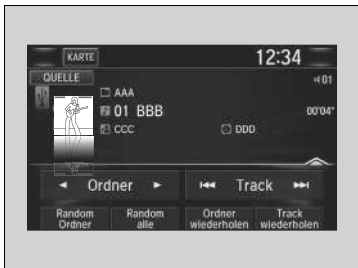 KARTE 12:34
QUELLE 01
AAA
01 BBB 00'04"
CCC DDD
Ordner Track
Random Ordner Random alle Ordner wiederholen Track wiederholen